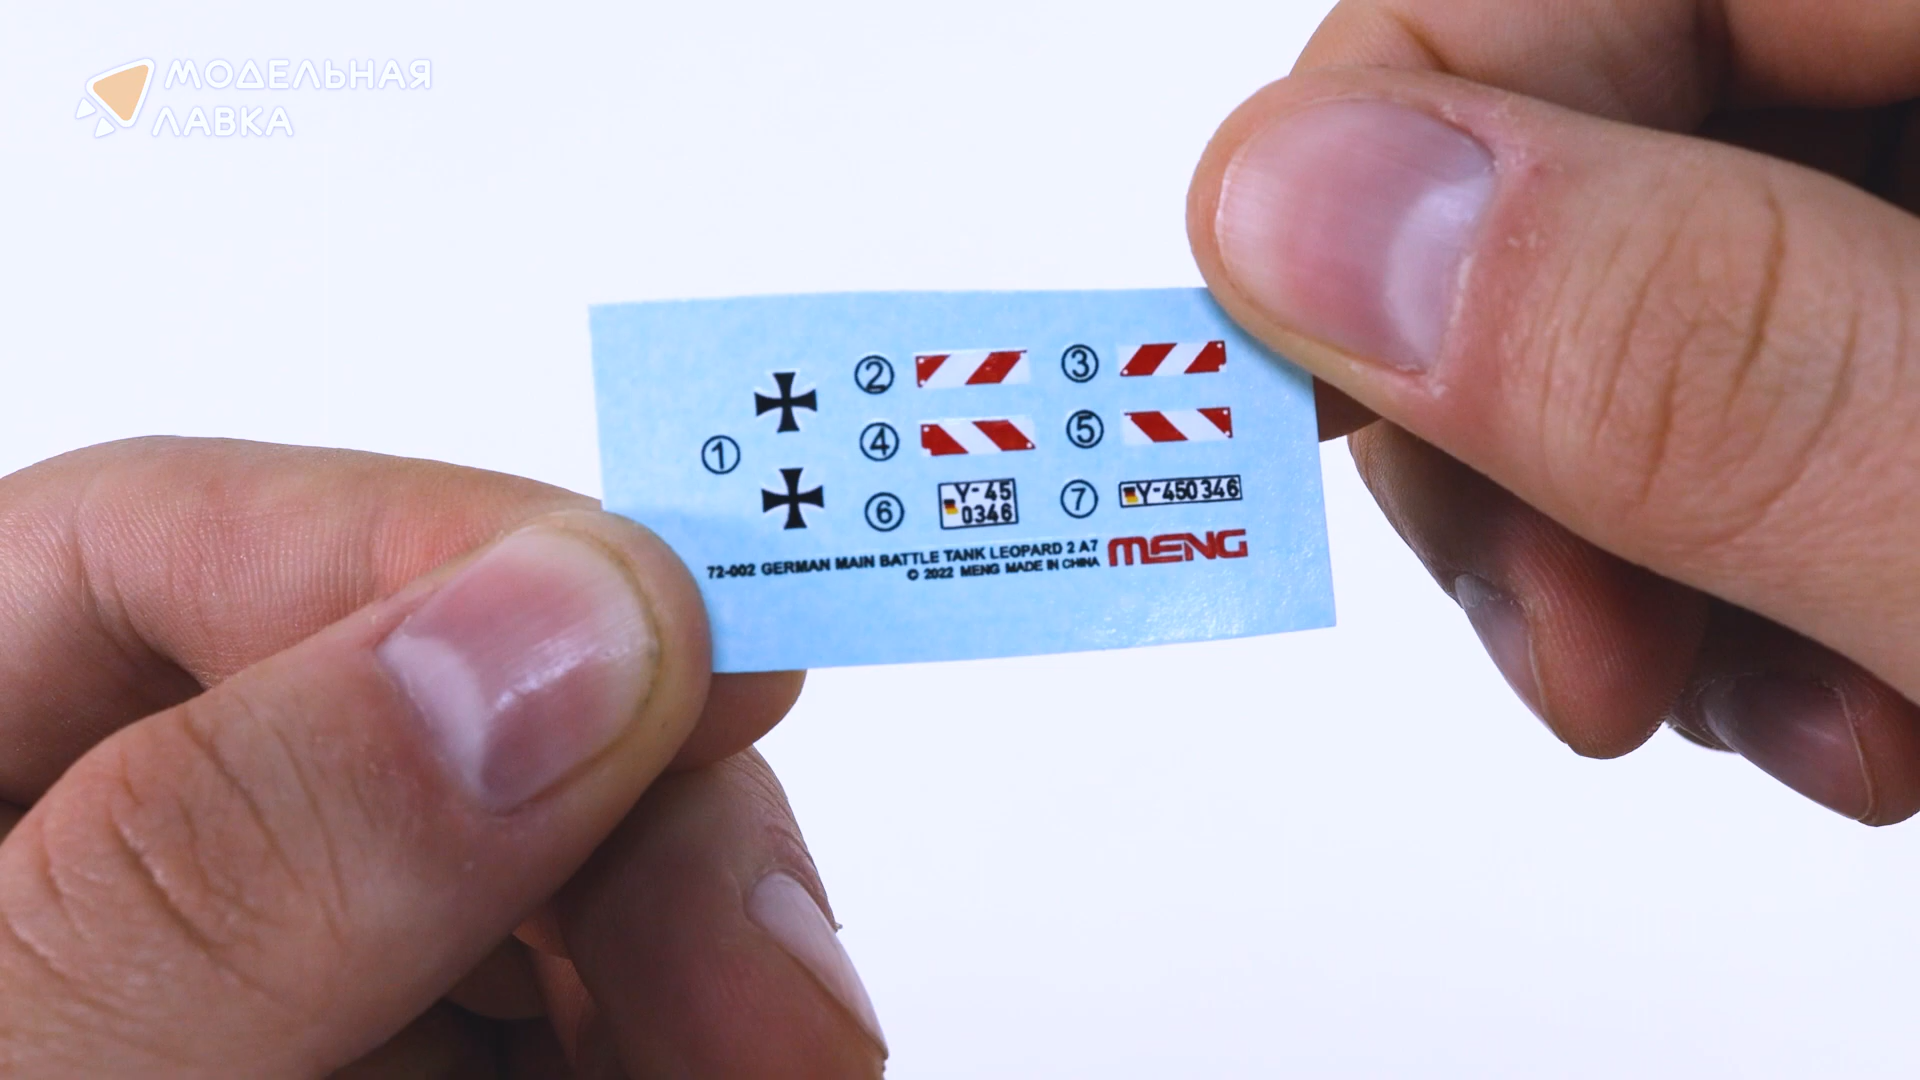 МОДЕЛЬНАЯ
ЛАВКА
2
3
1
4
5
6
Y-45
0346
7
Y-450 346
72-002 GERMAN MAIN BATTLE TANK LEOPARD 2 A7
© 2022 MENG MADE IN CHINA
MENG